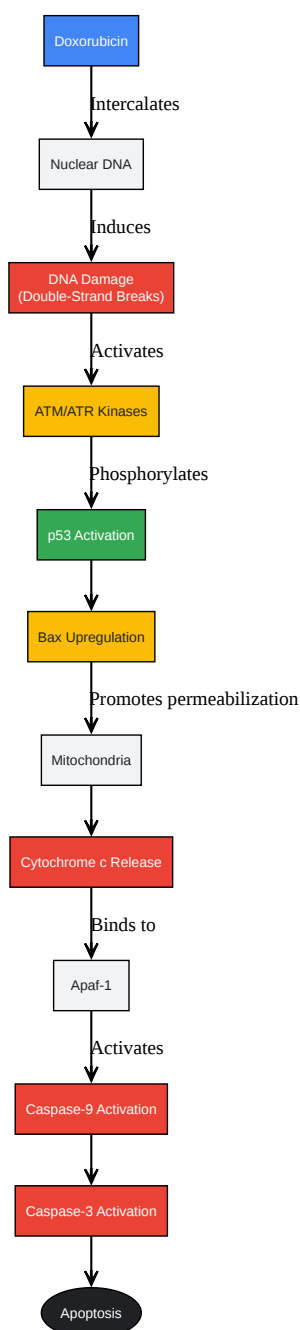 Doxorubicin
Intercalates
Nuclear DNA
Induces
DNA Damage
(Double-Strand Breaks)
Activates
ATM/ATR Kinases
Phosphorylates
p53 Activation
Bax Upregulation
Promotes permeabilization
Mitochondria
Cytochrome c Release
Binds to
Apaf-1
Activates
Caspase-9 Activation
Caspase-3 Activation
Apoptosis